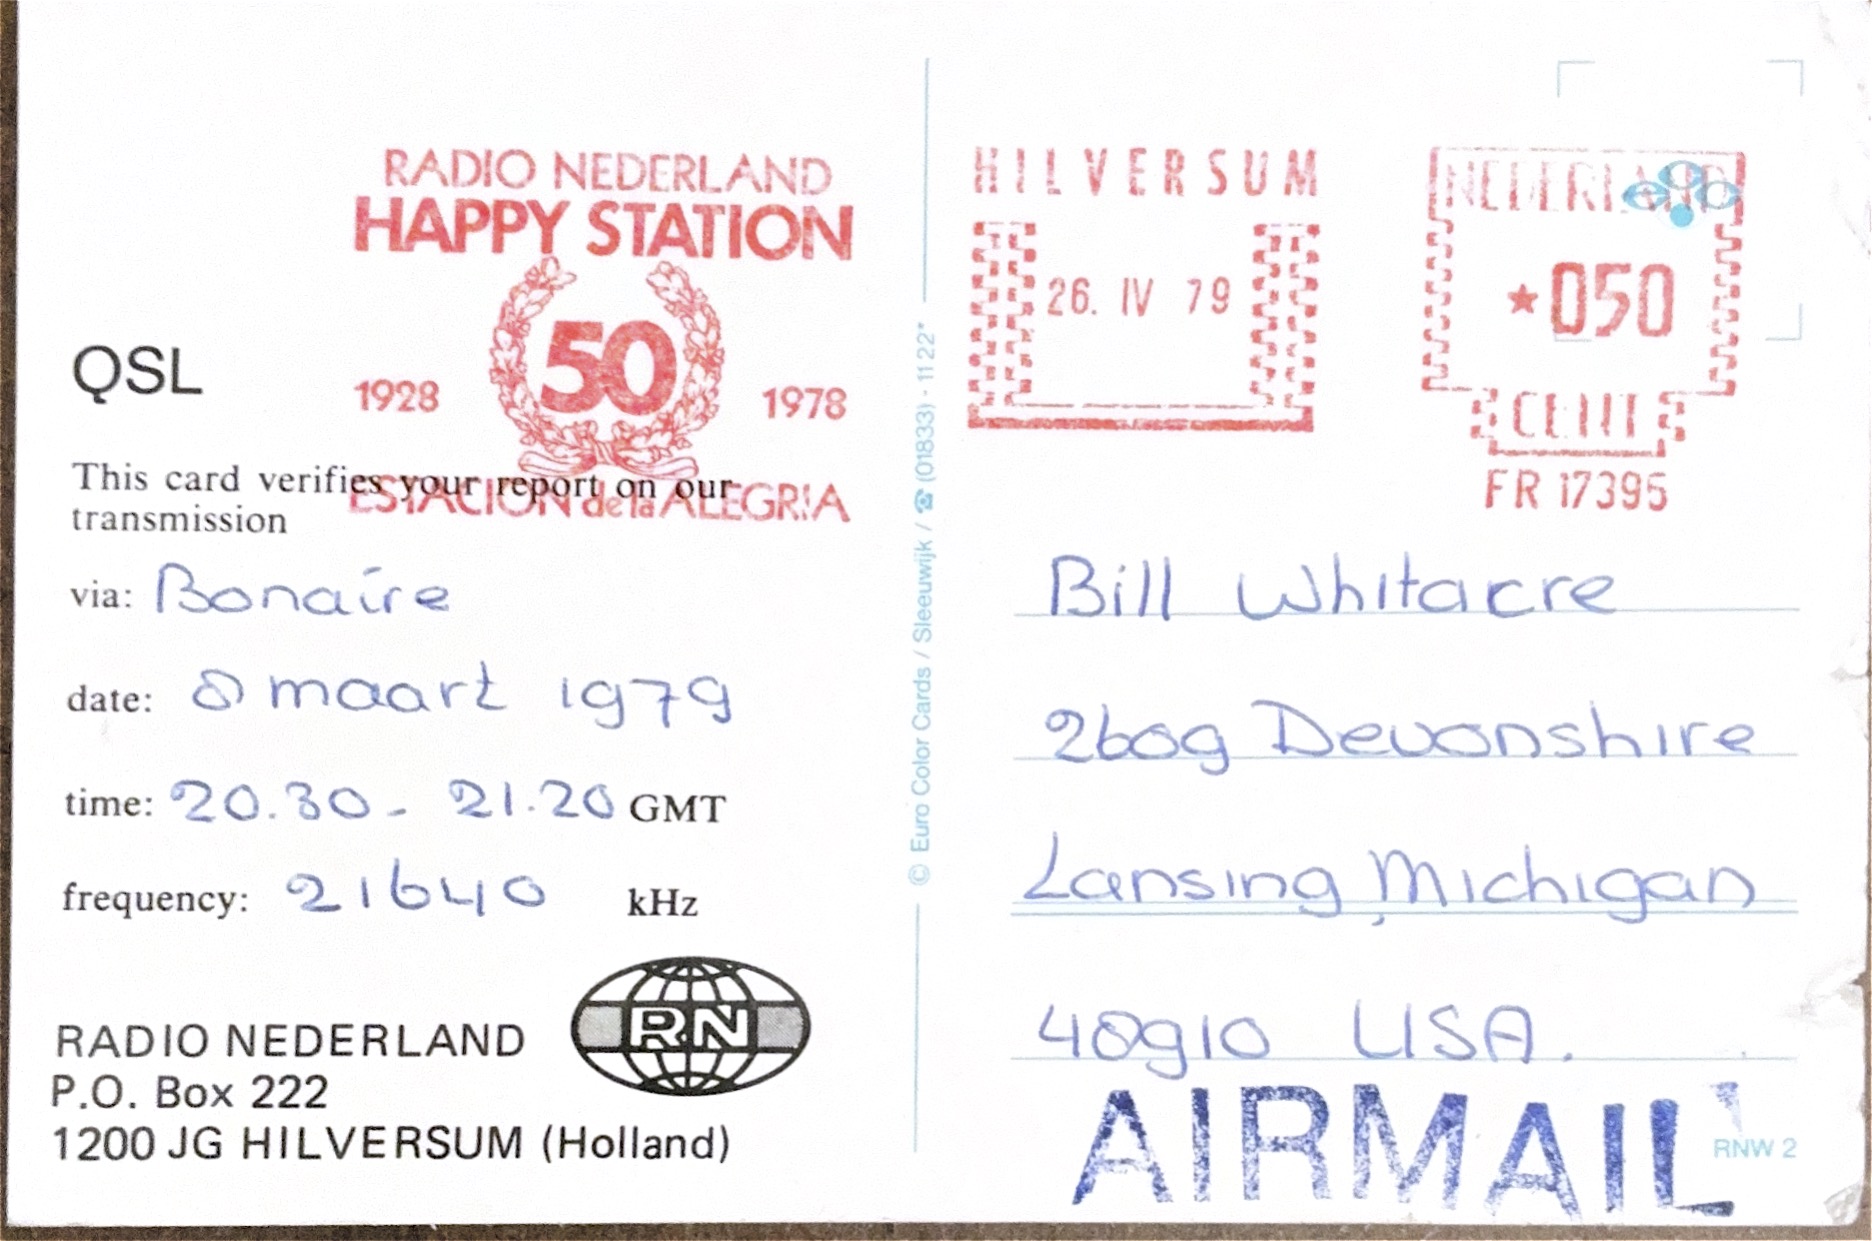 RADIO NEDERLAND
HAPPY STATION
50
1928 1978
ESTACION de la ALEGRIA
HILVERSUM
26. IV 79
NEDERLAND
*050
CENT
FR 17395
QSL
This card verifies your report on our
transmission
via: Bonaire
date: 8 maart 1979
time: 20.30 - 21.20 GMT
frequency: 21640 kHz
RN
RADIO NEDERLAND
P.O. Box 222
1200 JG HILVERSUM (Holland)
© Euro Color Cards / Sleeuwijk / ☎ (01833) - 1122*
Bill Whitacre
2609 Devonshire
Lansing, Michigan
48910 USA.
AIRMAIL
RNW 2